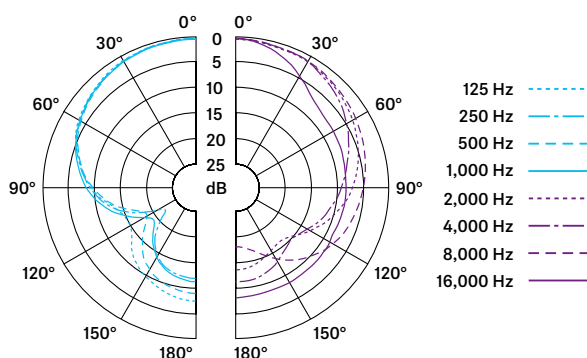 0° 0°
0
30° 30°
5
10
60° 60°
15
20
25
90° dB 90°
120° 120°
150° 150°
180° 180°
125 Hz
250 Hz
500 Hz
1,000 Hz
2,000 Hz
4,000 Hz
8,000 Hz
16,000 Hz